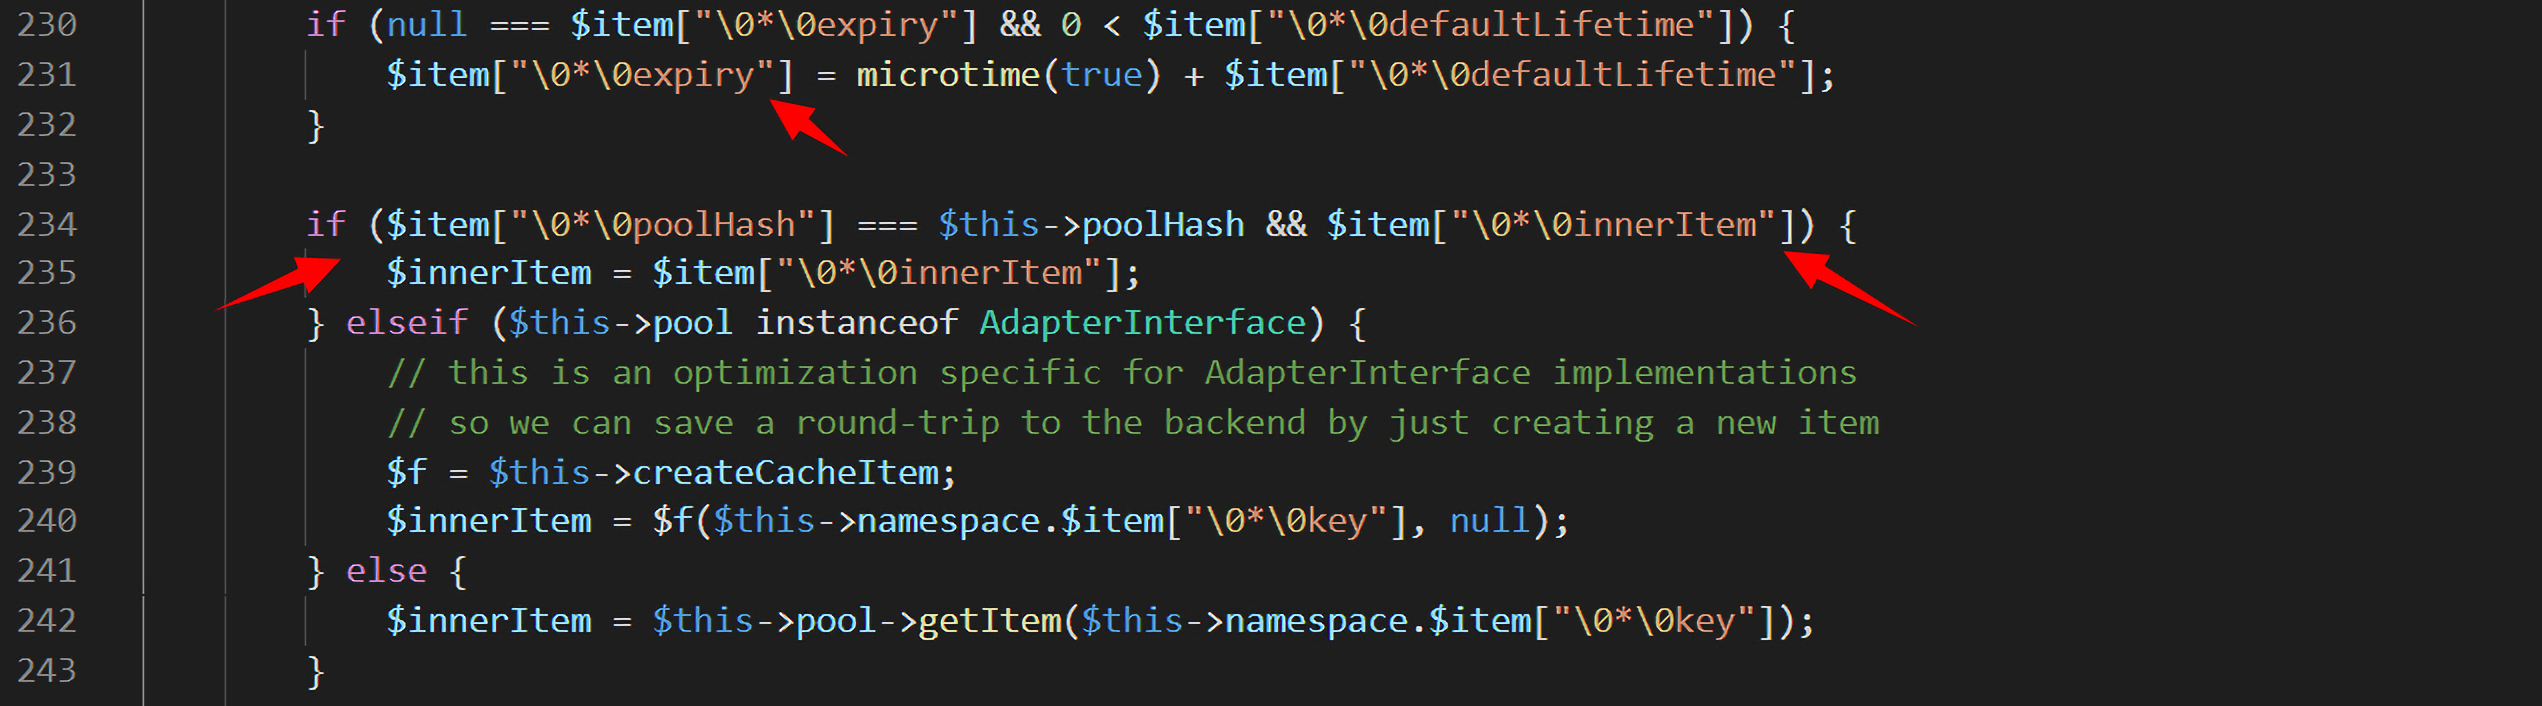 230 if (null === $item["\0*\0expiry"] && 0 < $item["\0*\0defaultLifetime"]) {
231 $item["\0*\0expiry"] = microtime(true) + $item["\0*\0defaultLifetime"];
232 }
233
234 if ($item["\0*\0poolHash"] === $this->poolHash && $item["\0*\0innerItem"]) {
235 $innerItem = $item["\0*\0innerItem"];
236 } elseif ($this->pool instanceof AdapterInterface) {
237 // this is an optimization specific for AdapterInterface implementations
238 // so we can save a round-trip to the backend by just creating a new item
239 $f = $this->createCacheItem;
240 $innerItem = $f($this->namespace.$item["\0*\0key"], null);
241 } else {
242 $innerItem = $this->pool->getItem($this->namespace.$item["\0*\0key"]);
243 }